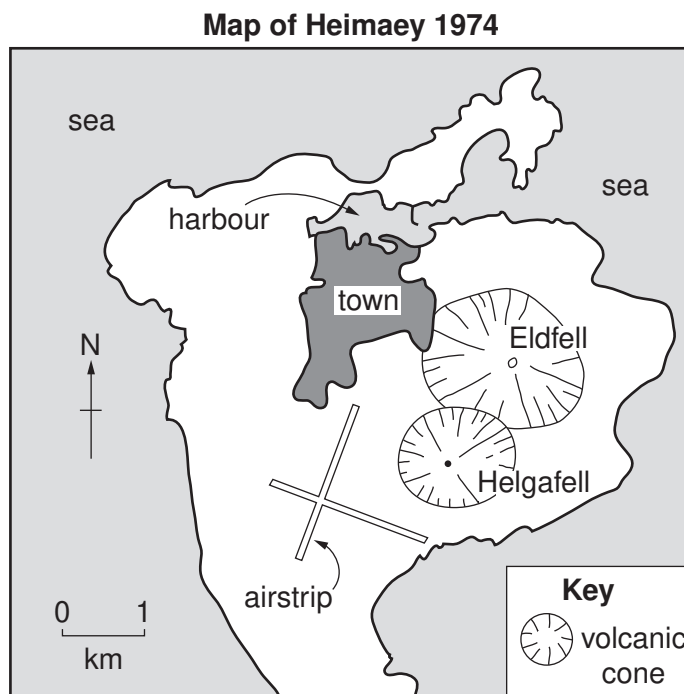 Map of Heimaey 1974
sea
sea
harbour
town
N
Eldfell
Helgafell
airstrip
0 1
km
Key
volcanic
cone